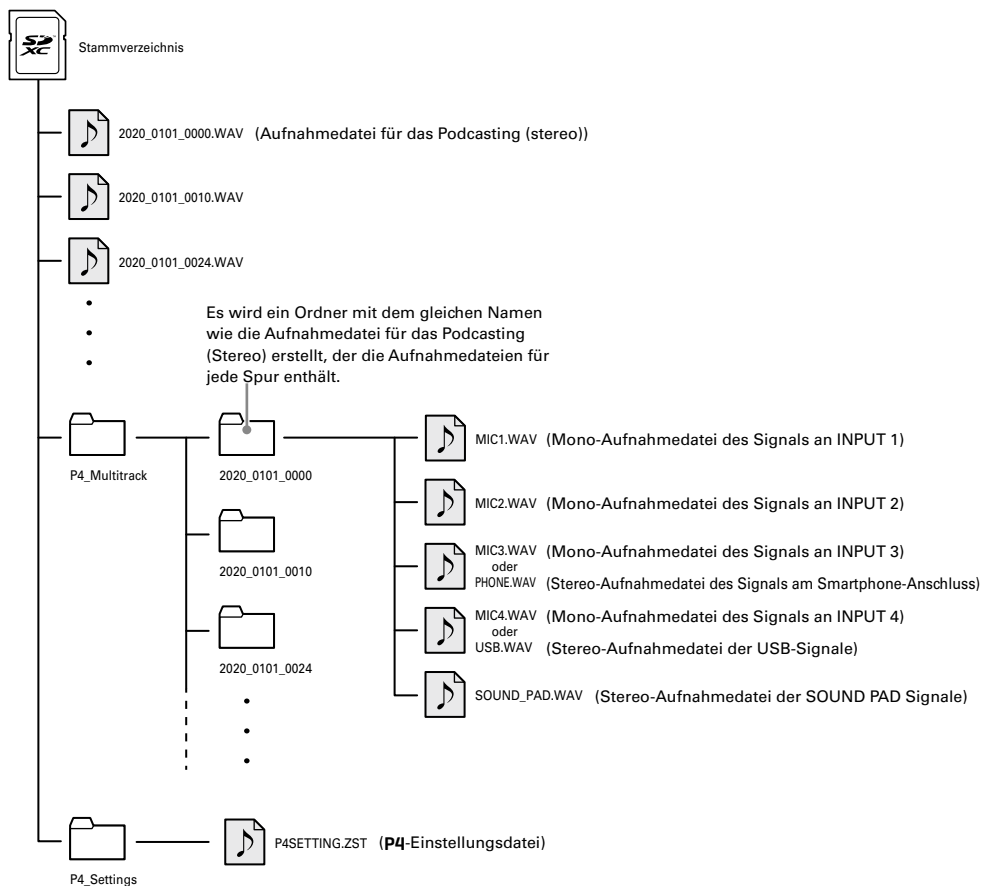 SD
XC
Stammverzeichnis
2020_0101_0000.WAV (Aufnahmedatei für das Podcasting (stereo))
2020_0101_0010.WAV
2020_0101_0024.WAV
Es wird ein Ordner mit dem gleichen Namen
wie die Aufnahmedatei für das Podcasting
(Stereo) erstellt, der die Aufnahmedateien für
jede Spur enthält.
P4_Multitrack
2020_0101_0000
2020_0101_0010
2020_0101_0024
MIC1.WAV (Mono-Aufnahmedatei des Signals an INPUT 1)
MIC2.WAV (Mono-Aufnahmedatei des Signals an INPUT 2)
MIC3.WAV (Mono-Aufnahmedatei des Signals an INPUT 3)
oder
PHONE.WAV (Stereo-Aufnahmedatei des Signals am Smartphone-Anschluss)
MIC4.WAV (Mono-Aufnahmedatei des Signals an INPUT 4)
oder
USB.WAV (Stereo-Aufnahmedatei der USB-Signale)
SOUND_PAD.WAV (Stereo-Aufnahmedatei der SOUND PAD Signale)
P4_Settings
P4SETTING.ZST (P4-Einstellungsdatei)